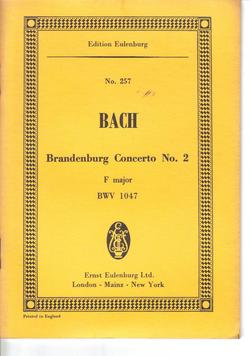 Edition Eulenburg
No. 257
BACH
Brandenburg Concerto No. 2
F major
BWV 1047
Ernst Eulenburg Ltd.
London - Mainz - New York
Printed in England